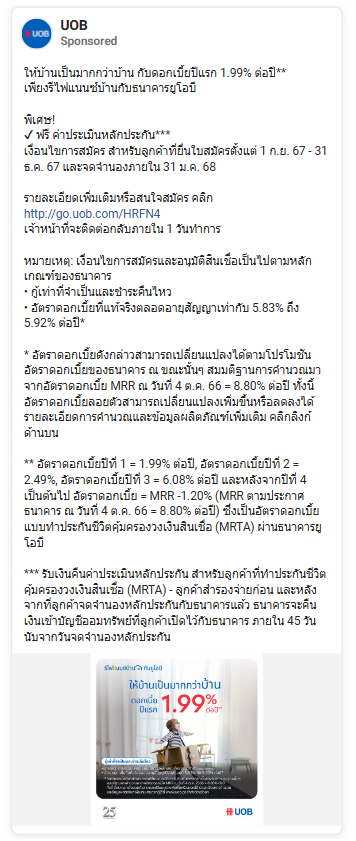 UOB
Sponsored
ให้บ้านเป็นมากกว่าบ้าน กับดอกเบี้ยปีแรก 1.99% ต่อปี**
เพียงรีไฟแนนซ์บ้านกับธนาคารยูโอบี
พิเศษ!
✓ ฟรี ค่าประเมินหลักประกัน***
เงื่อนไขการสมัคร สำหรับลูกค้าที่ยื่นใบสมัครตั้งแต่ 1 ก.ย. 67 - 31
ธ.ค. 67 และจดจำนองภายใน 31 ม.ค. 68
รายละเอียดเพิ่มเติมหรือสนใจสมัคร คลิก
http://go.uob.com/HRFN4
เจ้าหน้าที่จะติดต่อกลับภายใน 1 วันทำการ
หมายเหตุ: เงื่อนไขการสมัครและอนุมัติสินเชื่อเป็นไปตามหลัก
เกณฑ์ของธนาคาร
• กู้เท่าที่จำเป็นและชำระคืนไหว
• อัตราดอกเบี้ยที่แท้จริงตลอดอายุสัญญาเท่ากับ 5.83% ถึง
5.92% ต่อปี*
* อัตราดอกเบี้ยดังกล่าวสามารถเปลี่ยนแปลงได้ตามโปรโมชัน
อัตราดอกเบี้ยของธนาคาร ณ ขณะนั้นๆ สมมติฐานการคำนวณมา
จากอัตราดอกเบี้ย MRR ณ วันที่ 4 ต.ค. 66 = 8.80% ต่อปี ทั้งนี้
อัตราดอกเบี้ยลอยตัวสามารถเปลี่ยนแปลงเพิ่มขึ้นหรือลดลงได้
รายละเอียดการคำนวณและข้อมูลผลิตภัณฑ์เพิ่มเติม คลิกลิงก์
ด้านบน
** อัตราดอกเบี้ยปีที่ 1 = 1.99% ต่อปี, อัตราดอกเบี้ยปีที่ 2 =
2.49%, อัตราดอกเบี้ยปีที่ 3 = 6.08% ต่อปี และหลังจากปีที่ 4
เป็นต้นไป อัตราดอกเบี้ย = MRR -1.20% (MRR ตามประกาศ
ธนาคาร ณ วันที่ 4 ต.ค. 66 = 8.80% ต่อปี) ซึ่งเป็นอัตราดอกเบี้ย
แบบทำประกันชีวิตคุ้มครองวงเงินสินเชื่อ (MRTA) ผ่านธนาคารยู
โอบี
*** รับเงินคืนค่าประเมินหลักประกัน สำหรับลูกค้าที่ทำประกันชีวิต
คุ้มครองวงเงินสินเชื่อ (MRTA) - ลูกค้าสำรองจ่ายก่อน และหลัง
จากที่ลูกค้าจดจำนองหลักประกันกับธนาคารแล้ว ธนาคารจะคืน
เงินเข้าบัญชีออมทรัพย์ที่ลูกค้าเปิดไว้กับธนาคาร ภายใน 45 วัน
นับจากวันจดจำนองหลักประกัน
รีไฟแนนซ์บ้าน กับยูโอบี
ให้บ้านเป็นมากกว่าบ้าน
ดอกเบี้ย
ปีแรก 1.99% ต่อปี**
กู้เท่าที่จำเป็นและชำระคืนไหว
25
UOB